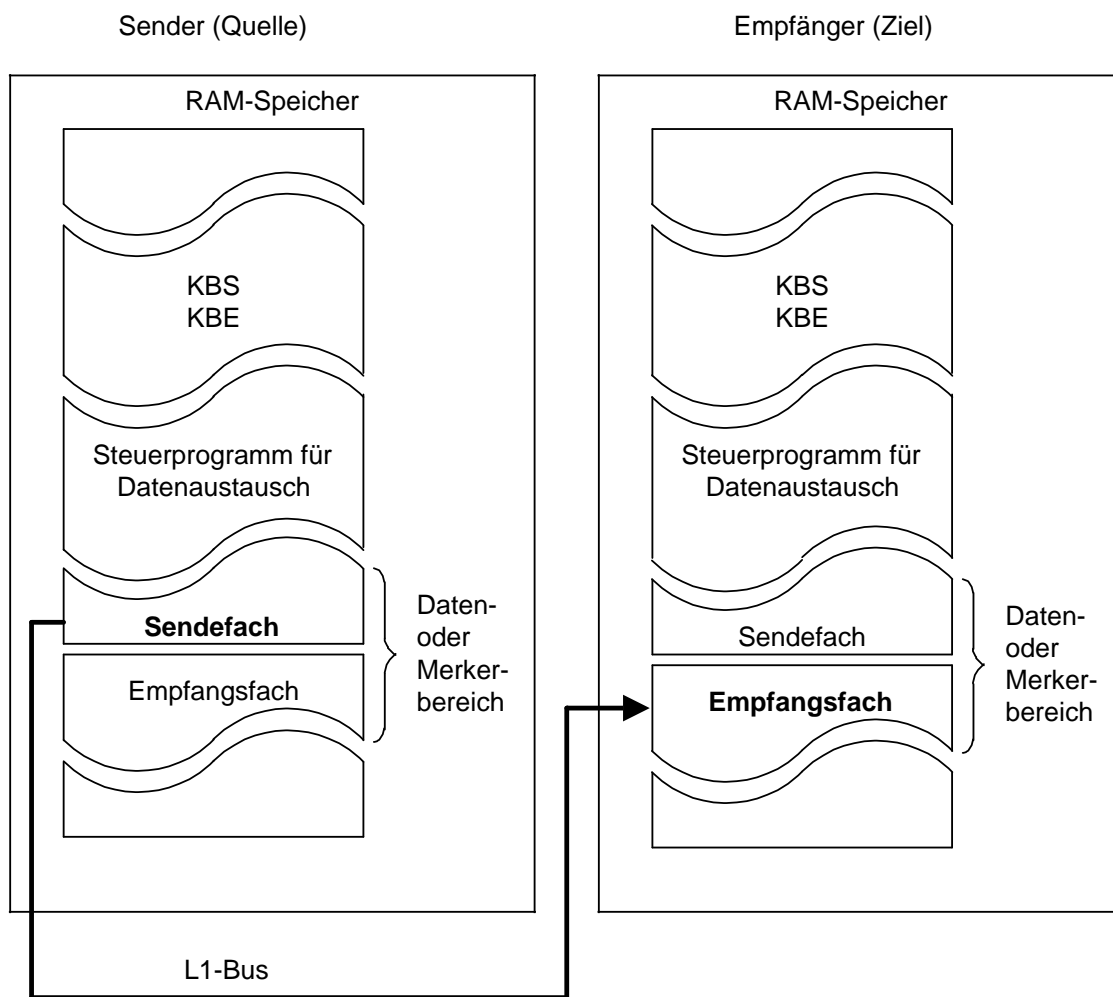 Sender (Quelle)
RAM-Speicher
KBS
KBE
Steuerprogramm für
Datenaustausch
Sendefach
Empfangsfach
Daten-
oder
Merker-
bereich
Empfänger (Ziel)
RAM-Speicher
KBS
KBE
Steuerprogramm für
Datenaustausch
Sendefach
Empfangsfach
Daten-
oder
Merker-
bereich
L1-Bus